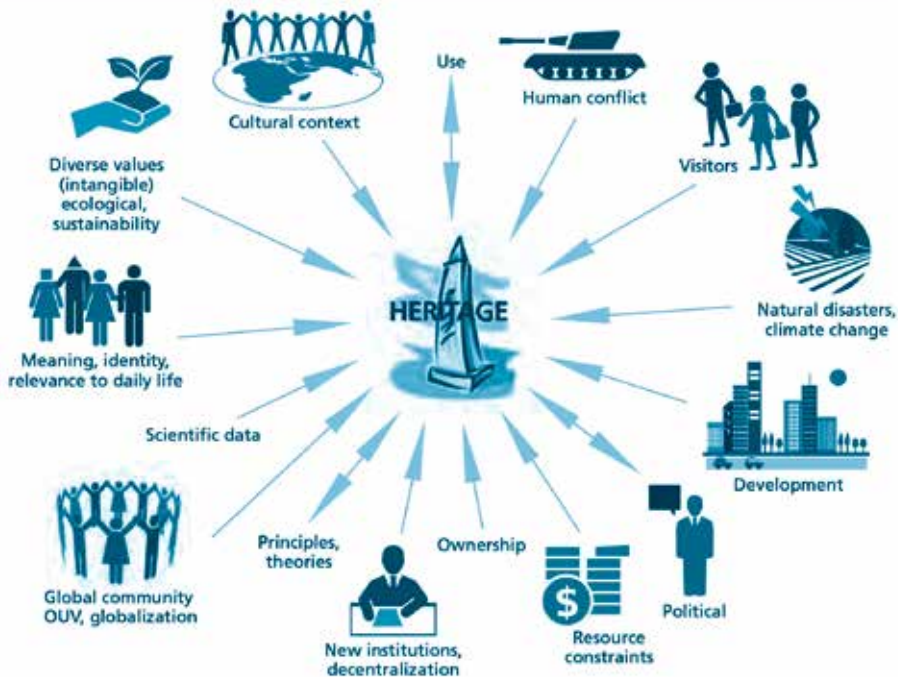 Use
Human conflict
Cultural context
Visitors
Diverse values
(intangible)
ecological,
sustainability
HERITAGE
Natural disasters,
climate change
Meaning, identity,
relevance to daily life
Scientific data
Development
Principles,
theories
Ownership
Global community
OUV, globalization
$
Political
New institutions,
decentralization
Resource
constraints